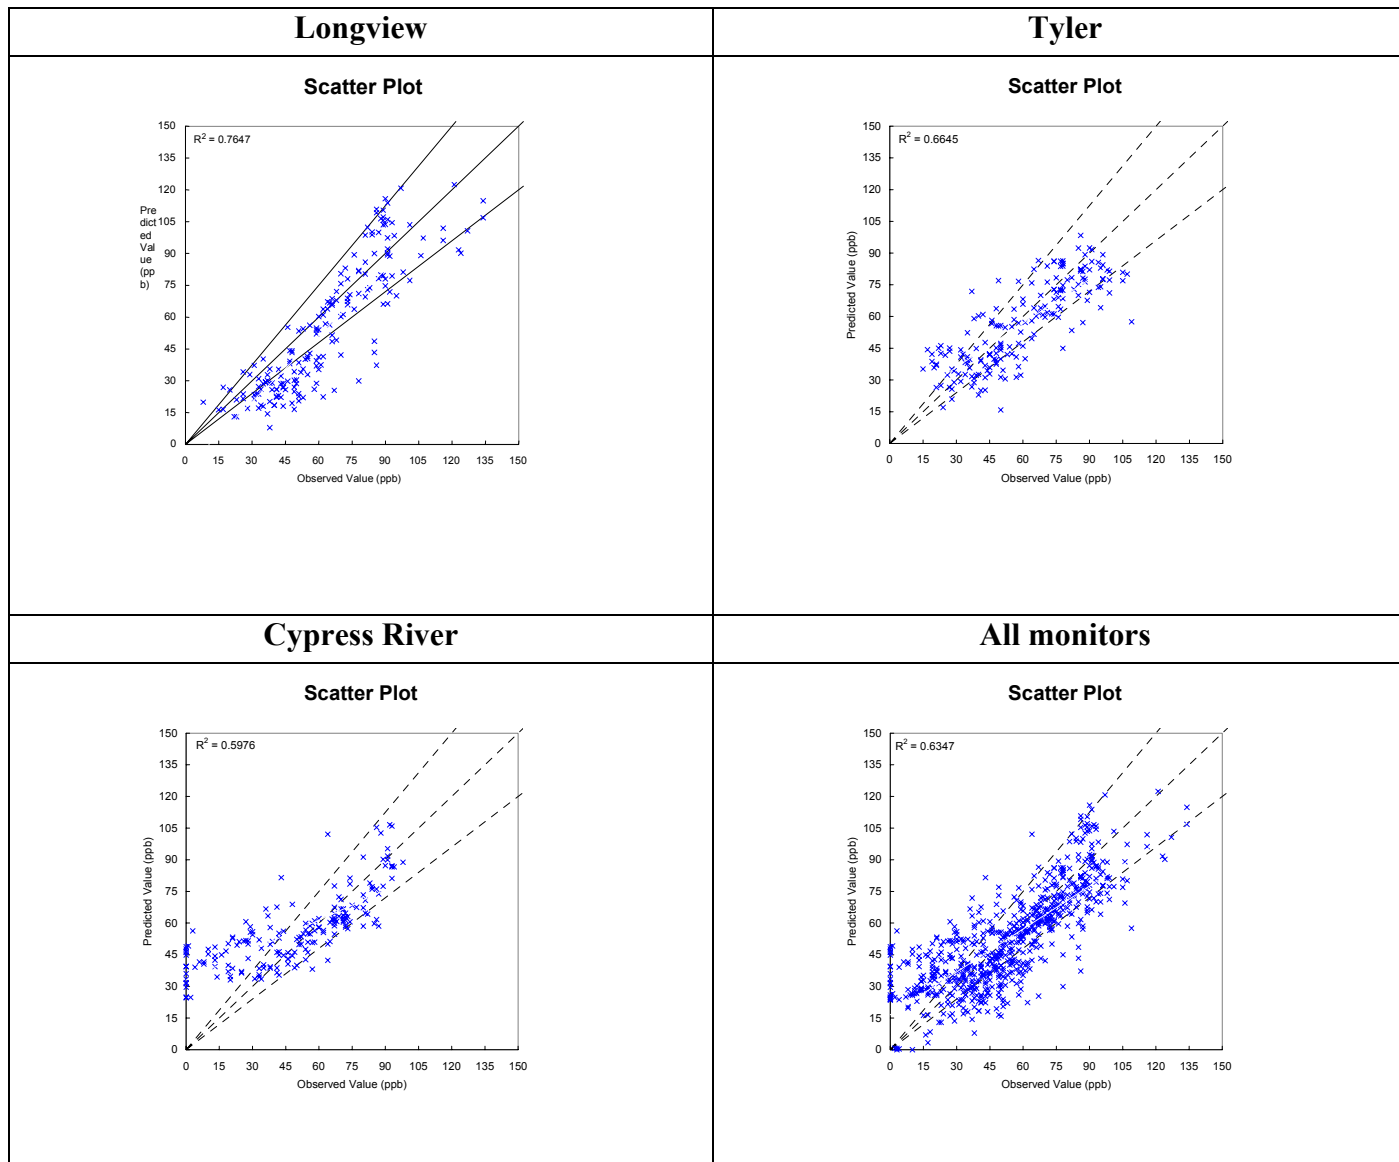 Longview
Tyler
Scatter Plot
R² = 0.7647
150
135
120
105
90
75
60
45
30
15
0
Pre
dict
ed
Val
ue
(pp
b)
0 15 30 45 60 75 90 105 120 135 150
Observed Value (ppb)
Scatter Plot
R² = 0.6645
150
135
120
105
90
75
60
45
30
15
0
Predicted Value (ppb)
0 15 30 45 60 75 90 105 120 135 150
Observed Value (ppb)
Cypress River
All monitors
Scatter Plot
R² = 0.5976
150
135
120
105
90
75
60
45
30
15
0
Predicted Value (ppb)
0 15 30 45 60 75 90 105 120 135 150
Observed Value (ppb)
Scatter Plot
R² = 0.6347
150
135
120
105
90
75
60
45
30
15
0
Predicted Value (ppb)
0 15 30 45 60 75 90 105 120 135 150
Observed Value (ppb)